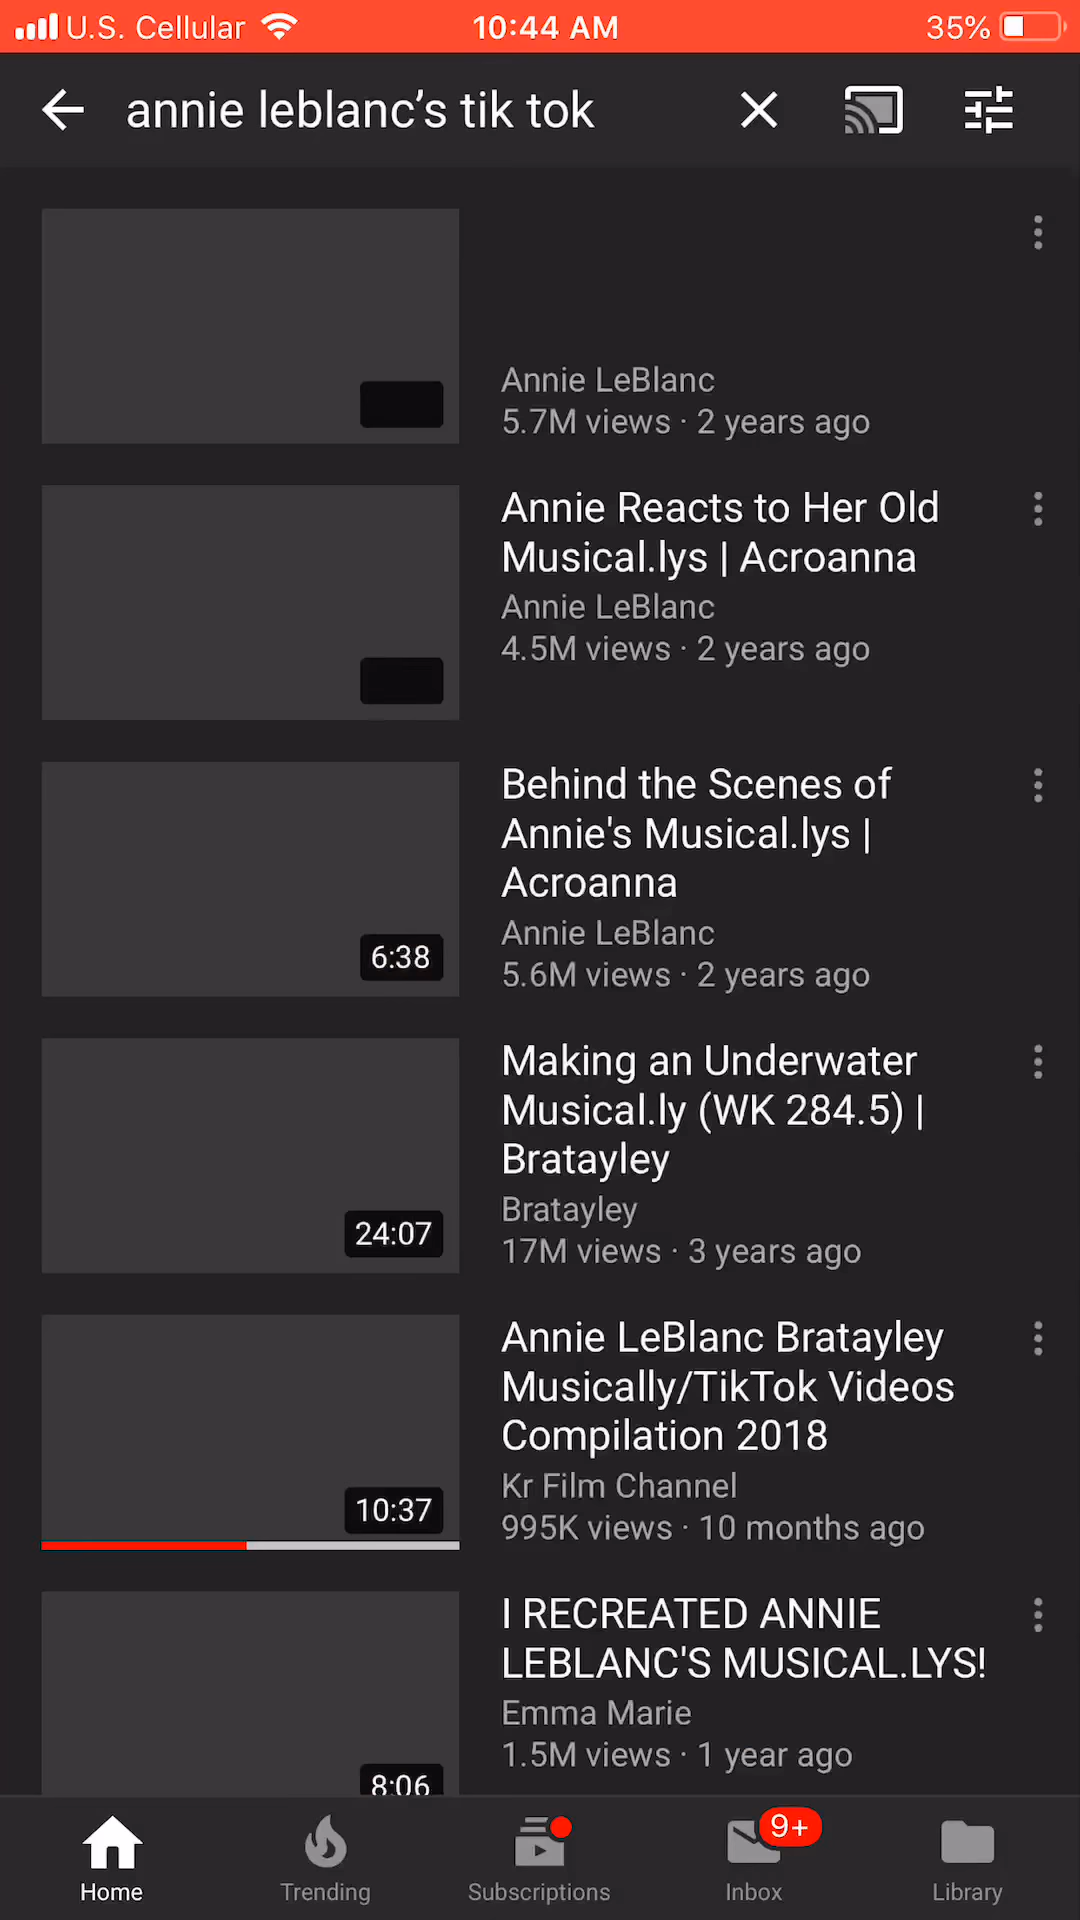 U.S. Cellular 10:44 AM 35%
annie leblanc’s tik tok
Annie LeBlanc
5.7M views · 2 years ago
Annie Reacts to Her Old
Musical.lys | Acroanna
Annie LeBlanc
4.5M views · 2 years ago
Behind the Scenes of
Annie's Musical.lys |
Acroanna
Annie LeBlanc
5.6M views · 2 years ago
6:38
Making an Underwater
Musical.ly (WK 284.5) |
Bratayley
Bratayley
17M views · 3 years ago
24:07
Annie LeBlanc Bratayley
Musically/TikTok Videos
Compilation 2018
Kr Film Channel
995K views · 10 months ago
10:37
I RECREATED ANNIE
LEBLANC'S MUSICAL.LYS!
Emma Marie
1.5M views · 1 year ago
8:06
9+
Home Trending Subscriptions Inbox Library